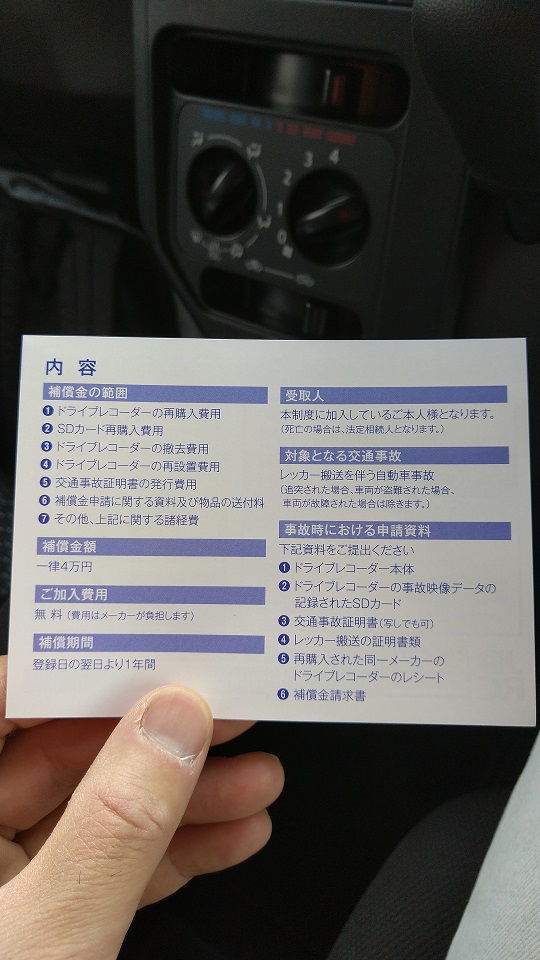 4
3
2
1
0
内 容
補償金の範囲
❶ ドライブレコーダーの再購入費用
❷ SDカード再購入費用
❸ ドライブレコーダーの撤去費用
❹ ドライブレコーダーの再設置費用
❺ 交通事故証明書の発行費用
❻ 補償金申請に関する資料及び物品の送付料
❼ その他、上記に関する諸経費
補償金額
一律4万円
ご加入費用
無 料 (費用はメーカーが負担します)
補償期間
登録日の翌日より1年間
受取人
本制度に加入しているご本人様となります。
(死亡の場合は、法定相続人となります。)
対象となる交通事故
レッカー搬送を伴う自動車事故
(追突された場合、車両が盗難された場合、
車両が故障された場合は除きます。)
事故時における申請資料
下記資料をご提出ください
❶ ドライブレコーダー本体
❷ ドライブレコーダーの事故映像データの
記録されたSDカード
❸ 交通事故証明書(写しでも可)
❹ レッカー搬送の証明書類
❺ 再購入された同一メーカーの
ドライブレコーダーのレシート
❻ 補償金請求書